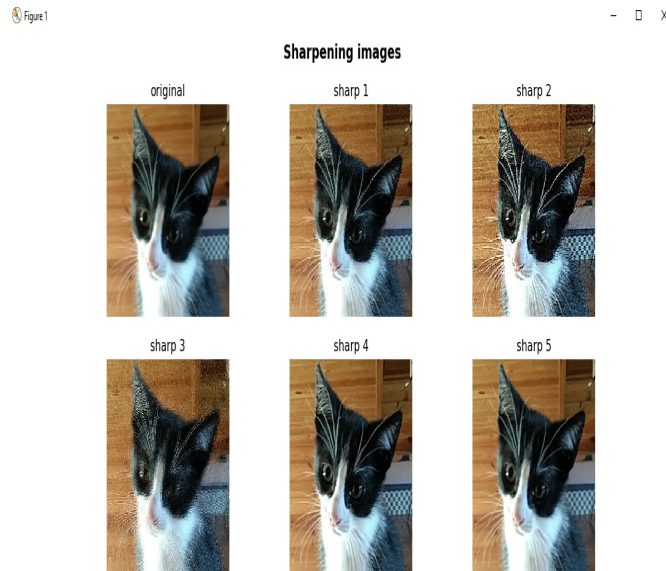 Figure 1
Sharpening images
original
sharp 1
sharp 2
sharp 3
sharp 4
sharp 5